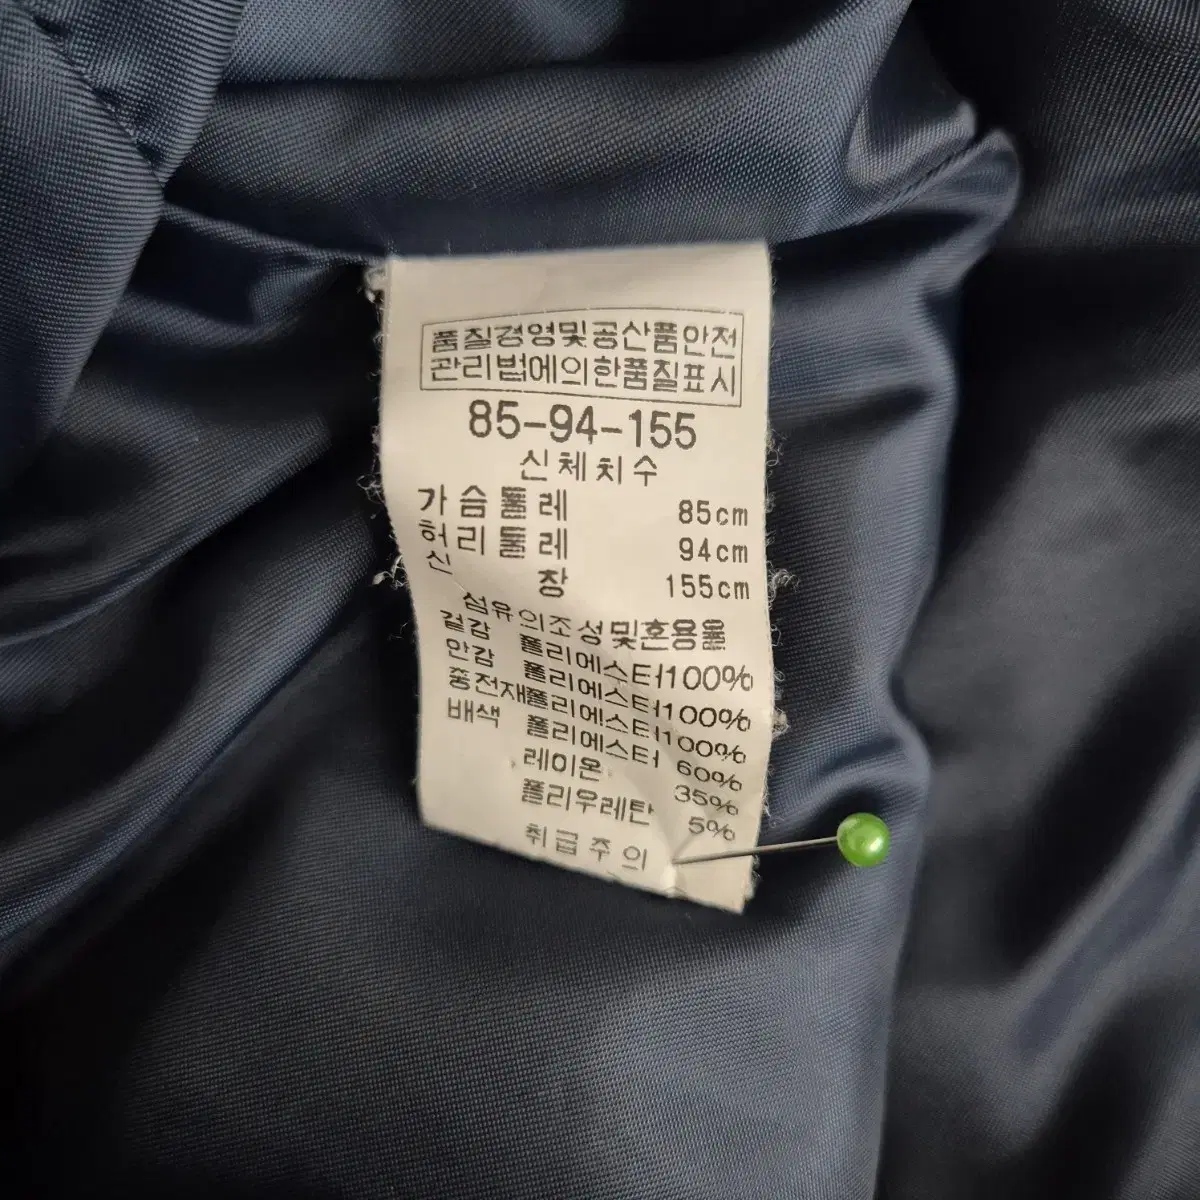 품질경영및공산품안전
관리법에의한품질표시
85-94-155
신체치수
가슴둘레 85cm
허리둘레 94cm
신 장 155cm
섬유의조성및혼용율
겉감 폴리에스터100%
안감 폴리에스터100%
충전재폴리에스터100%
배색 폴리에스터 60%
레이온 35%
폴리우레탄 5%
취급주의